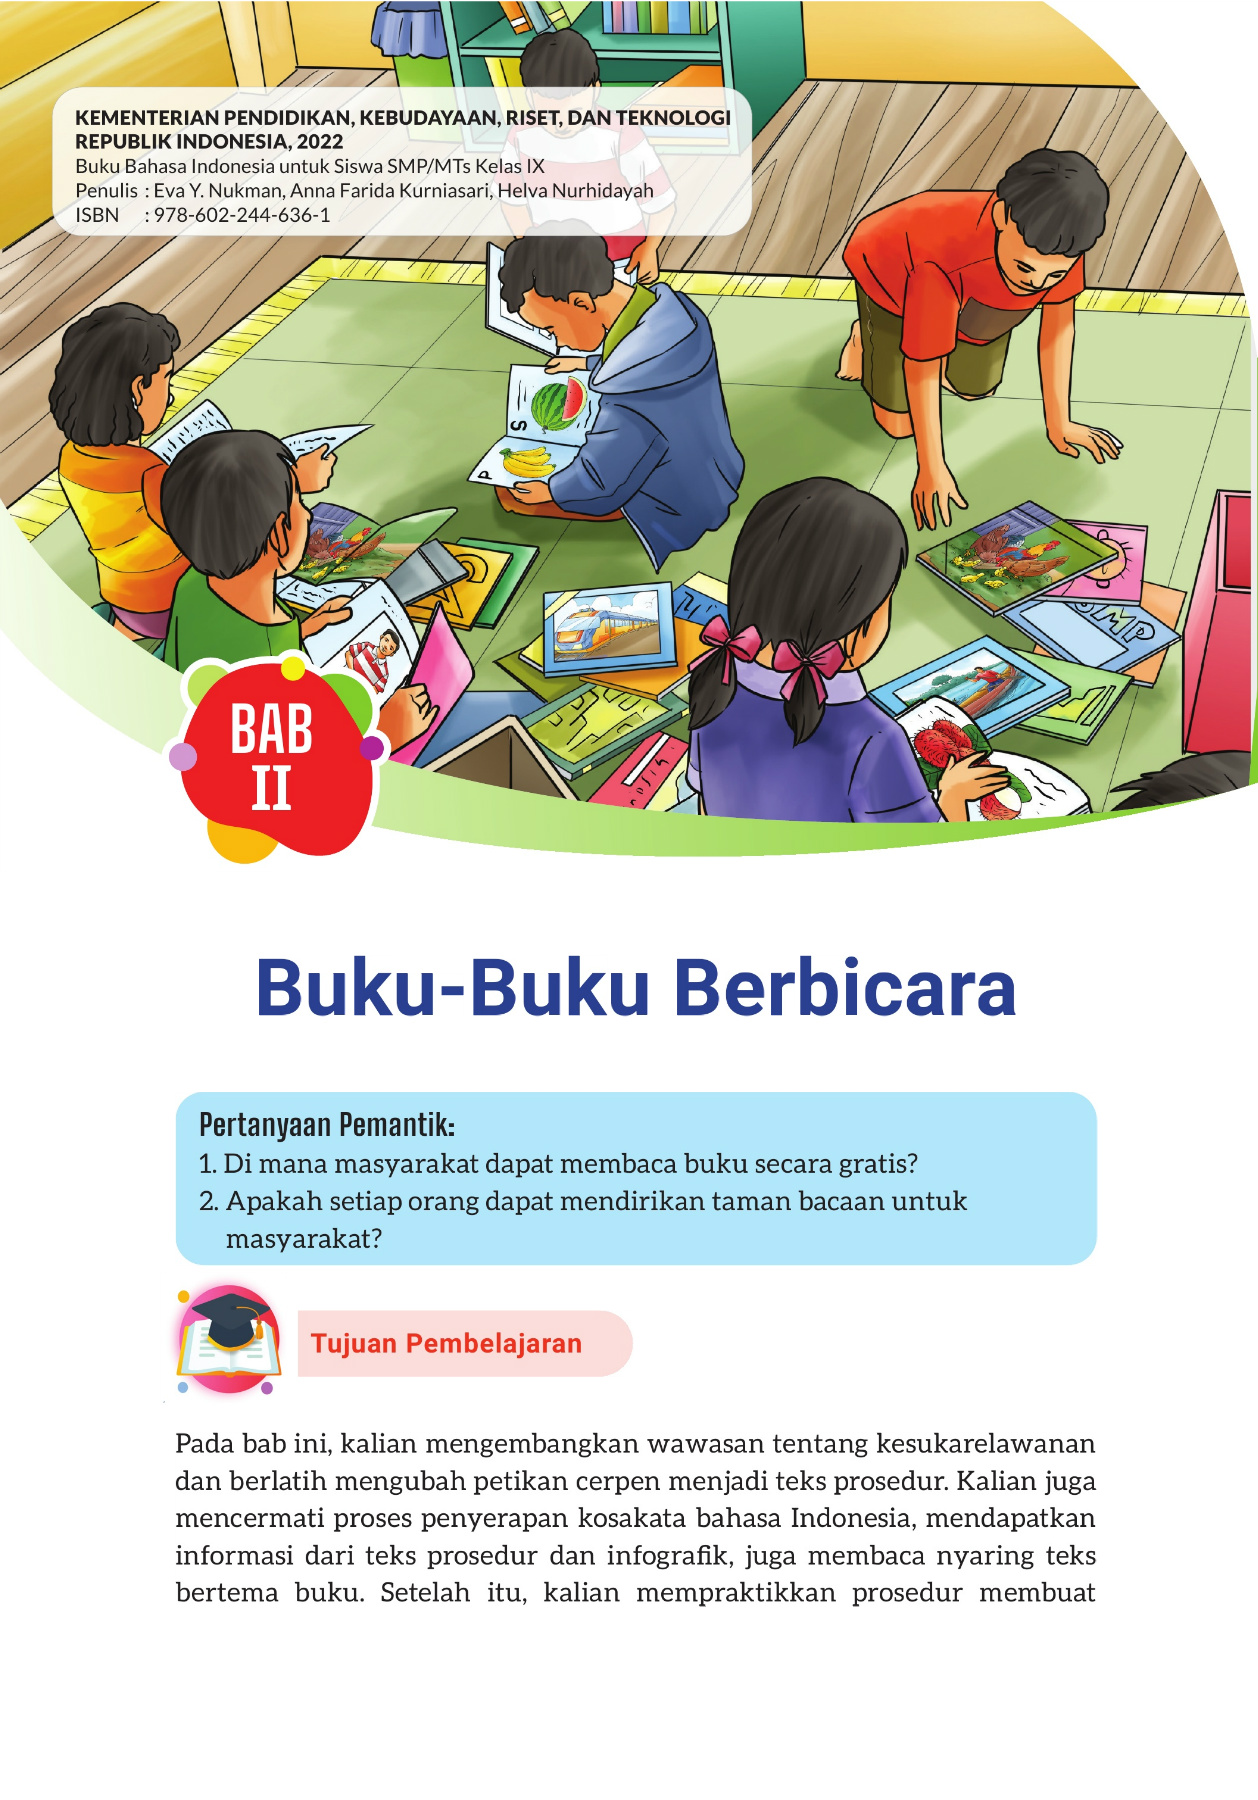 KEMENTERIAN PENDIDIKAN, KEBUDAYAAN, RISET, DAN TEKNOLOGI
REPUBLIK INDONESIA, 2022
Buku Bahasa Indonesia untuk Siswa SMP/MTs Kelas IX
Penulis : Eva Y. Nukman, Anna Farida Kurniasari, Helva Nurhidayah
ISBN : 978-602-244-636-1
S
P
BAB
II
Buku-Buku Berbicara
Pertanyaan Pemantik:
1. Di mana masyarakat dapat membaca buku secara gratis?
2. Apakah setiap orang dapat mendirikan taman bacaan untuk
masyarakat?
Tujuan Pembelajaran
Pada bab ini, kalian mengembangkan wawasan tentang kesukarelawanan
dan berlatih mengubah petikan cerpen menjadi teks prosedur. Kalian juga
mencermati proses penyerapan kosakata bahasa Indonesia, mendapatkan
informasi dari teks prosedur dan infografik, juga membaca nyaring teks
bertema buku. Setelah itu, kalian mempraktikkan prosedur membuat